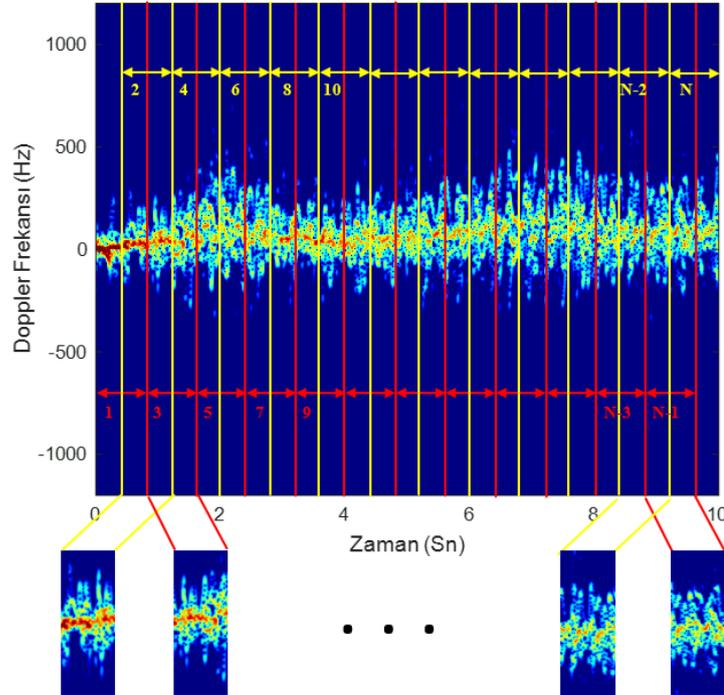 1000
2 4 6 8 10 N-2 N
500
Doppler Frekansı (Hz)
0
-500
1 3 5 7 9 N-3 N-1
-1000
0 2 4 6 8 10
Zaman (Sn)